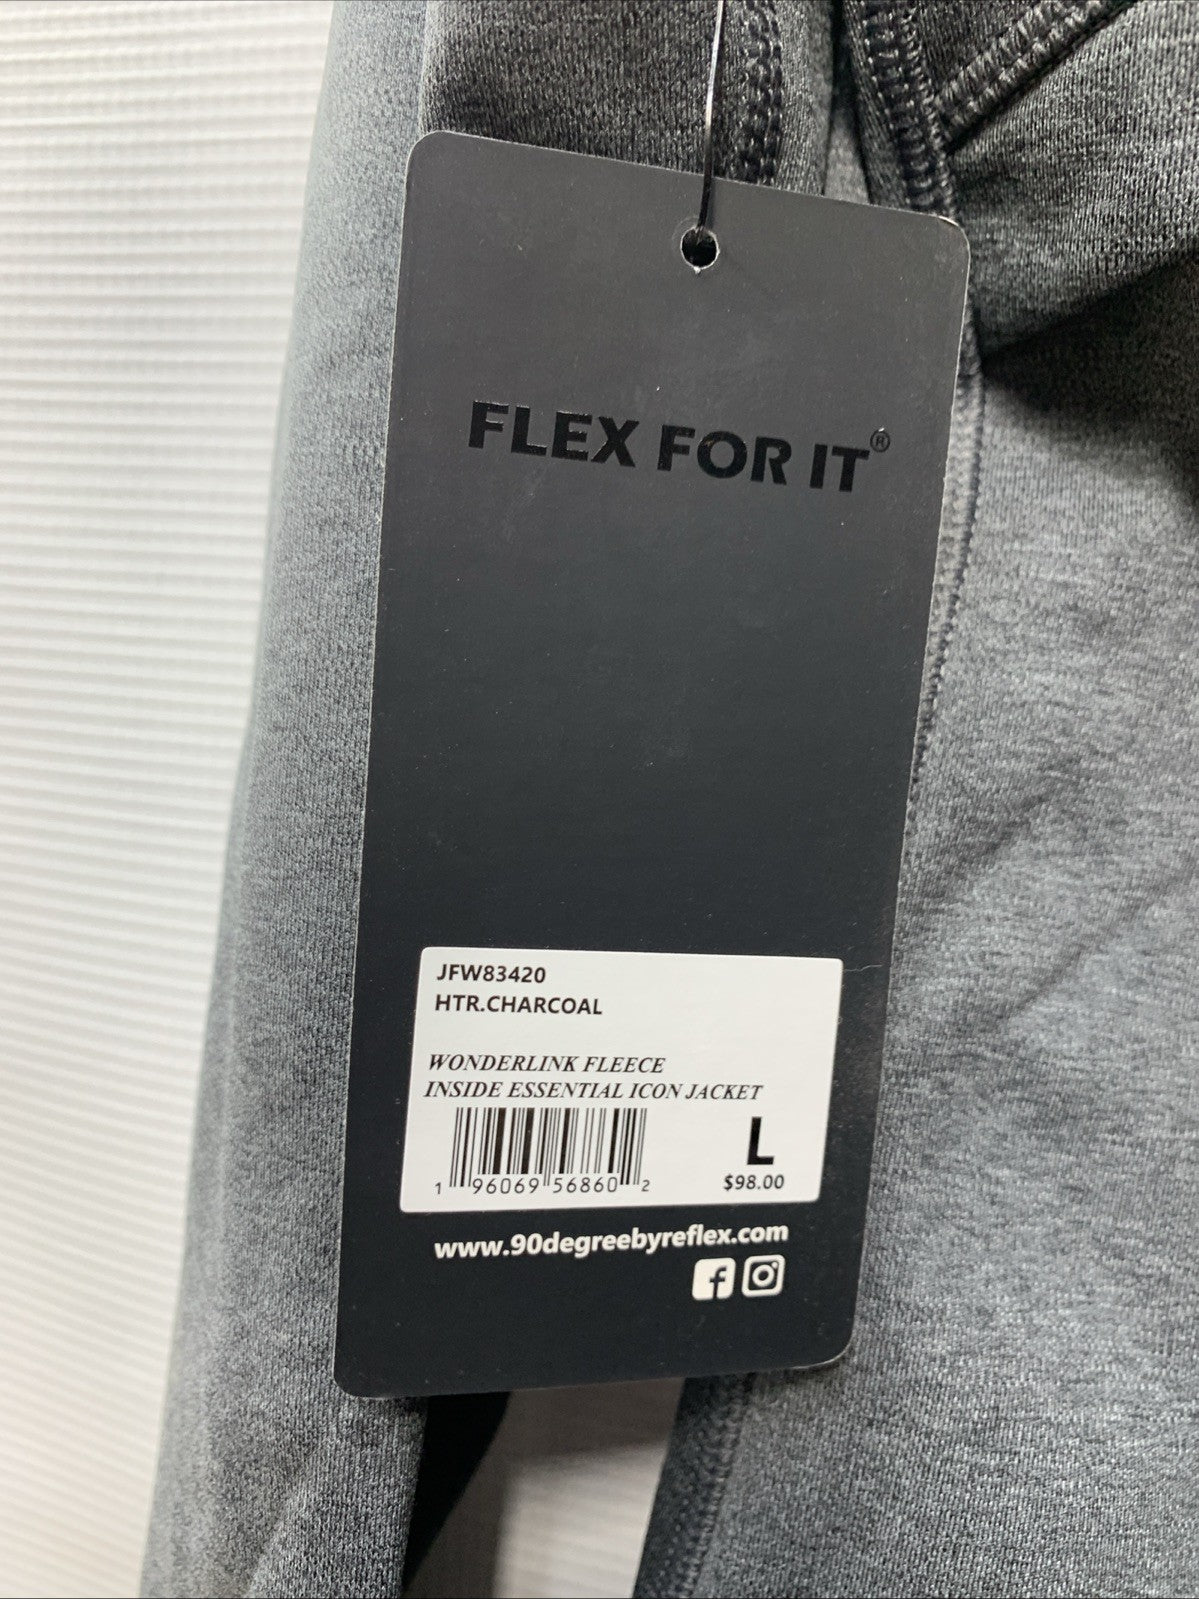 FLEX FOR IT®
JFW83420
HTR.CHARCOAL
WONDERLINK FLEECE
INSIDE ESSENTIAL ICON JACKET
L
1 96069 56860 2
$98.00
www.90degreebyreflex.com